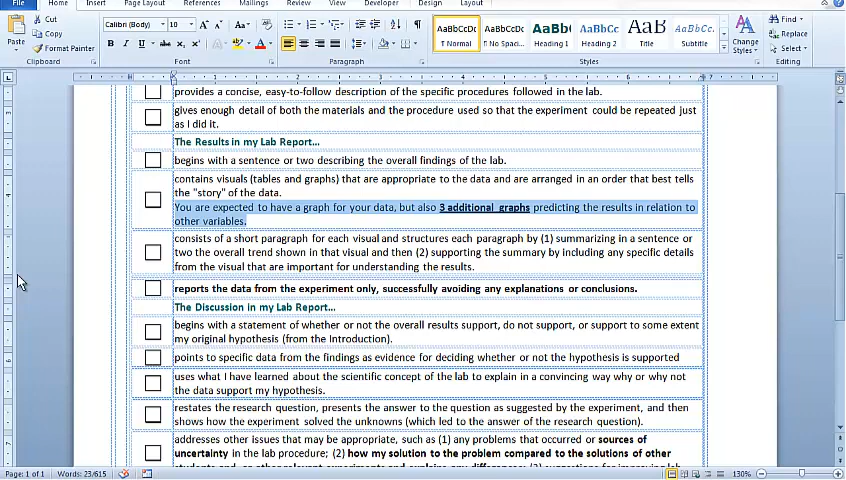 File Home Insert Page Layout References Mailings Review View Developer Design Layout
Paste
Cut
Copy
Format Painter
Clipboard
Calibri (Body) 10
Font
Paragraph
AaBbCcDc AaBbCcDc AaBbC AaBbCc AaB AaBbCcl
¶ Normal ¶ No Spaci... Heading 1 Heading 2 Title Subtitle
Change Styles
Styles
Find
Replace
Select
Editing
provides a concise, easy-to-follow description of the specific procedures followed in the lab.
gives enough detail of both the materials and the procedure used so that the experiment could be repeated just
as I did it.
The Results in my Lab Report...
begins with a sentence or two describing the overall findings of the lab.
contains visuals (tables and graphs) that are appropriate to the data and are arranged in an order that best tells
the "story" of the data.
You are expected to have a graph for your data, but also 3 additional graphs predicting the results in relation to
other variables.
consists of a short paragraph for each visual and structures each paragraph by (1) summarizing in a sentence or
two the overall trend shown in that visual and then (2) supporting the summary by including any specific details
from the visual that are important for understanding the results.
reports the data from the experiment only, successfully avoiding any explanations or conclusions.
The Discussion in my Lab Report...
begins with a statement of whether or not the overall results support, do not support, or support to some extent
my original hypothesis (from the Introduction).
points to specific data from the findings as evidence for deciding whether or not the hypothesis is supported
uses what I have learned about the scientific concept of the lab to explain in a convincing way why or why not
the data support my hypothesis.
restates the research question, presents the answer to the question as suggested by the experiment, and then
shows how the experiment solved the unknowns (which led to the answer of the research question).
addresses other issues that may be appropriate, such as (1) any problems that occurred or sources of
uncertainty in the lab procedure; (2) how my solution to the problem compared to the solutions of other
Page: 1 of 1 Words: 23/615 130%